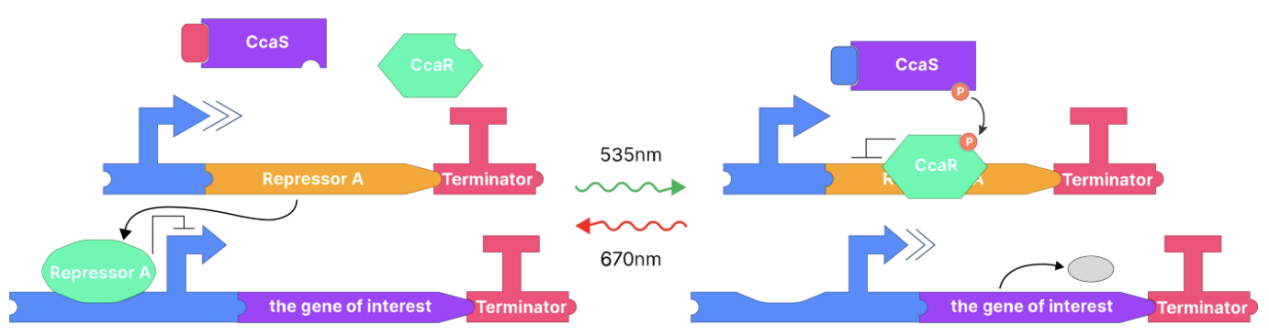 CcaS
CcaR
Repressor A
Terminator
Repressor A
the gene of interest
Terminator
535nm
670nm
CcaS
P
P
CcaR
R A
Terminator
the gene of interest
Terminator